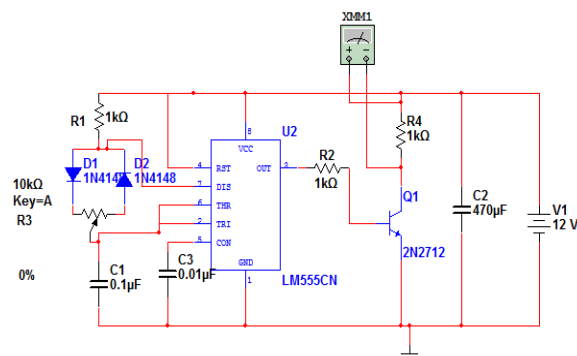 XMM1
R1
1kΩ
U2
8
VCC
R4
1kΩ
D1
1N4148
D2
1N4148
4
RST
OUT
3
R2
1kΩ
7
DIS
10kΩ
Key=A
R3
6
THR
2
TRI
Q1
2N2712
C2
470µF
V1
12 V
5
CON
0%
C1
0.1µF
C3
0.01µF
GND
1
LM555CN